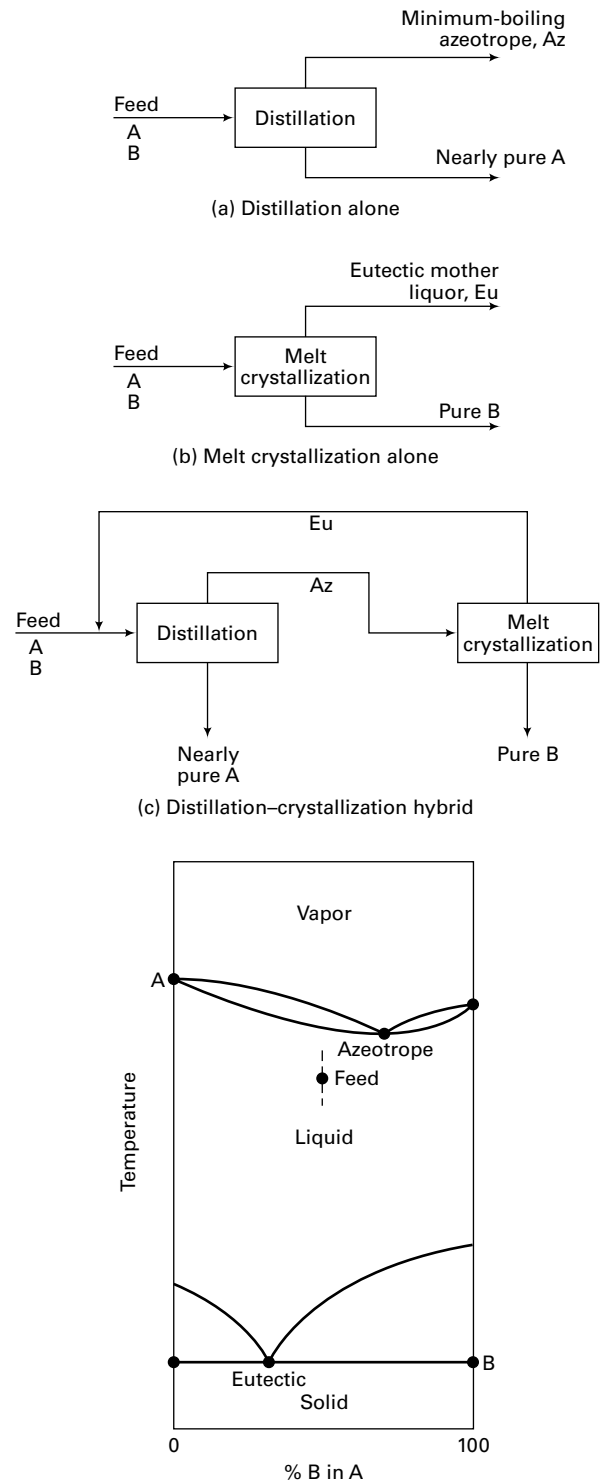 Minimum-boiling
azeotrope, Az
Feed
A
B
Distillation
Nearly pure A
(a) Distillation alone
Eutectic mother
liquor, Eu
Feed
A
B
Melt
crystallization
Pure B
(b) Melt crystallization alone
Eu
Az
Feed
A
B
Distillation
Melt
crystallization
Nearly
pure A
Pure B
(c) Distillation–crystallization hybrid
Vapor
A
Azeotrope
Feed
Liquid
Temperature
B
Eutectic
Solid
0
100
% B in A